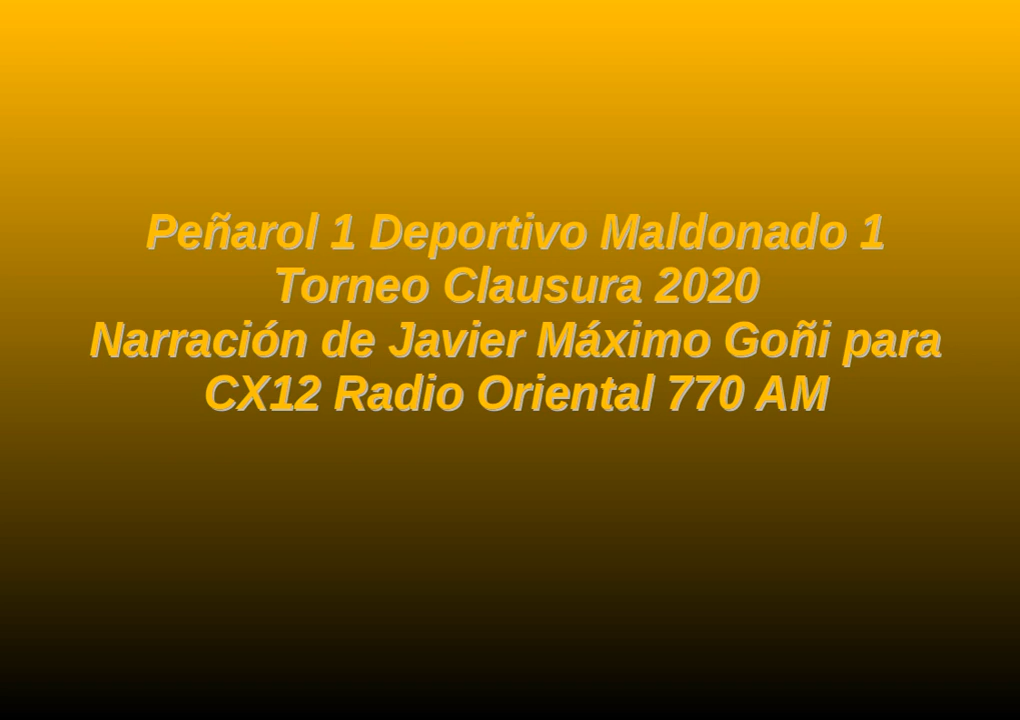 Peñarol 1 Deportivo Maldonado 1
Torneo Clausura 2020
Narración de Javier Máximo Goñi para
CX12 Radio Oriental 770 AM